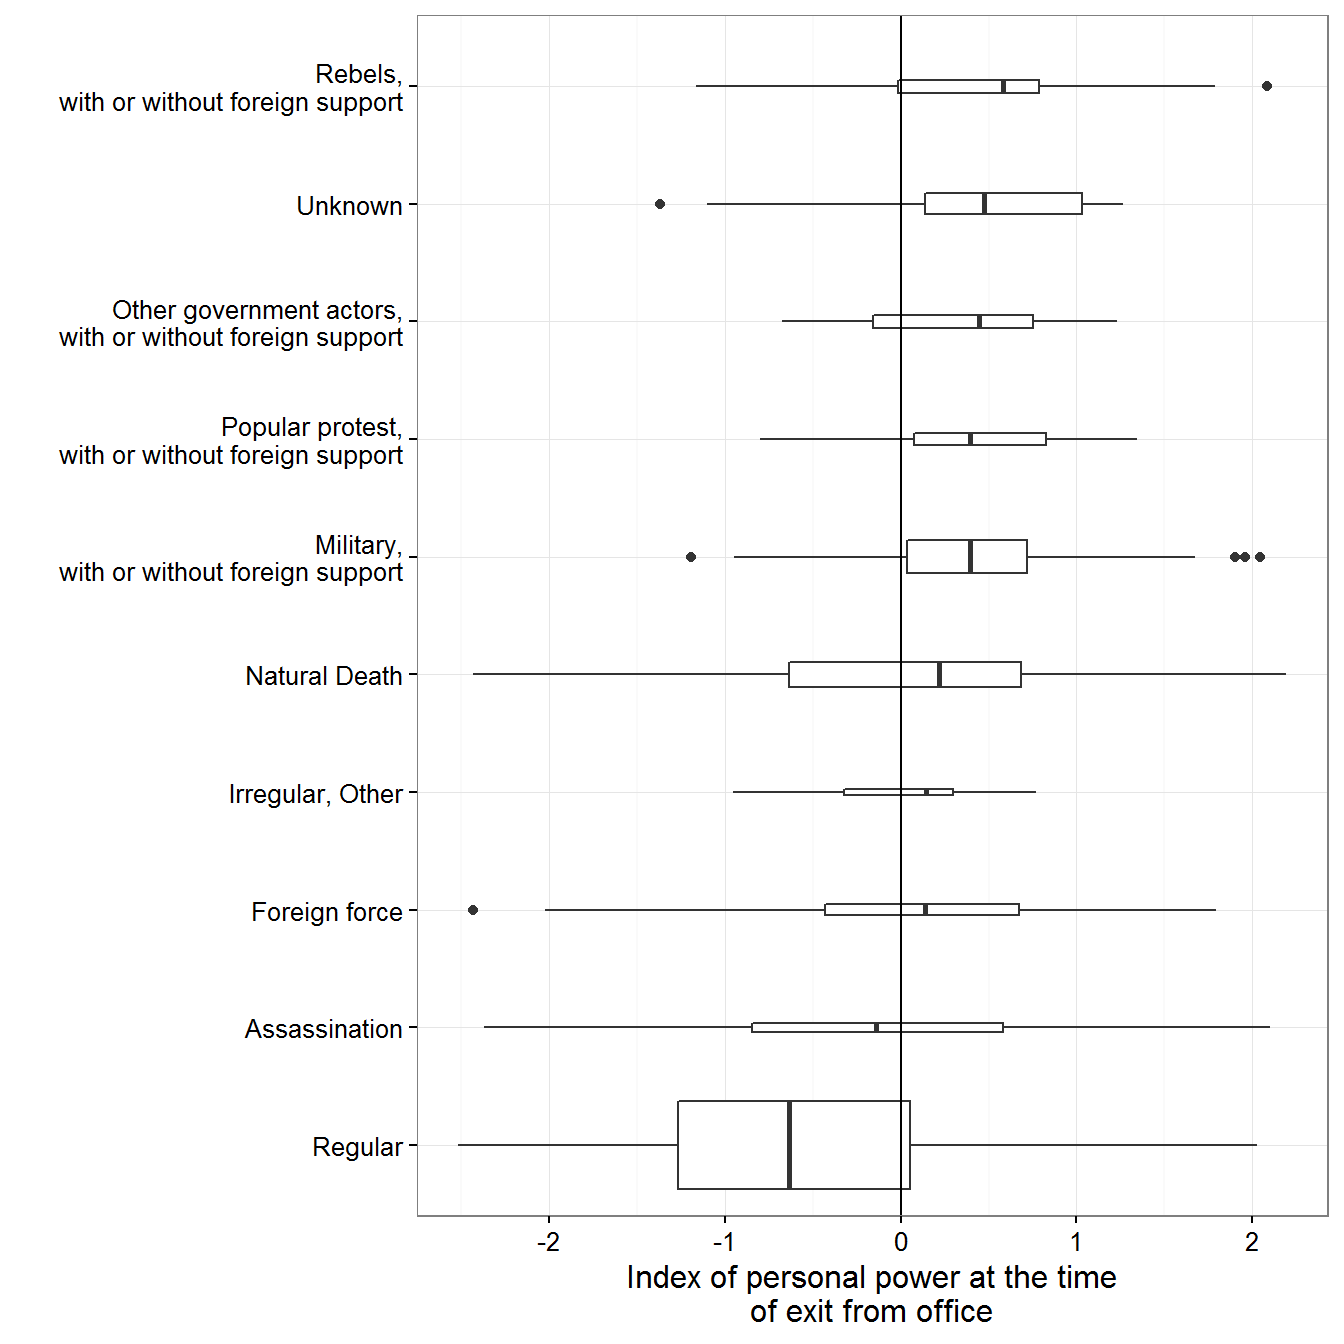 Rebels,
with or without foreign support
Unknown
Other government actors,
with or without foreign support
Popular protest,
with or without foreign support
Military,
with or without foreign support
Natural Death
Irregular, Other
Foreign force
Assassination
Regular
-2 -1 0 1 2
Index of personal power at the time
of exit from office